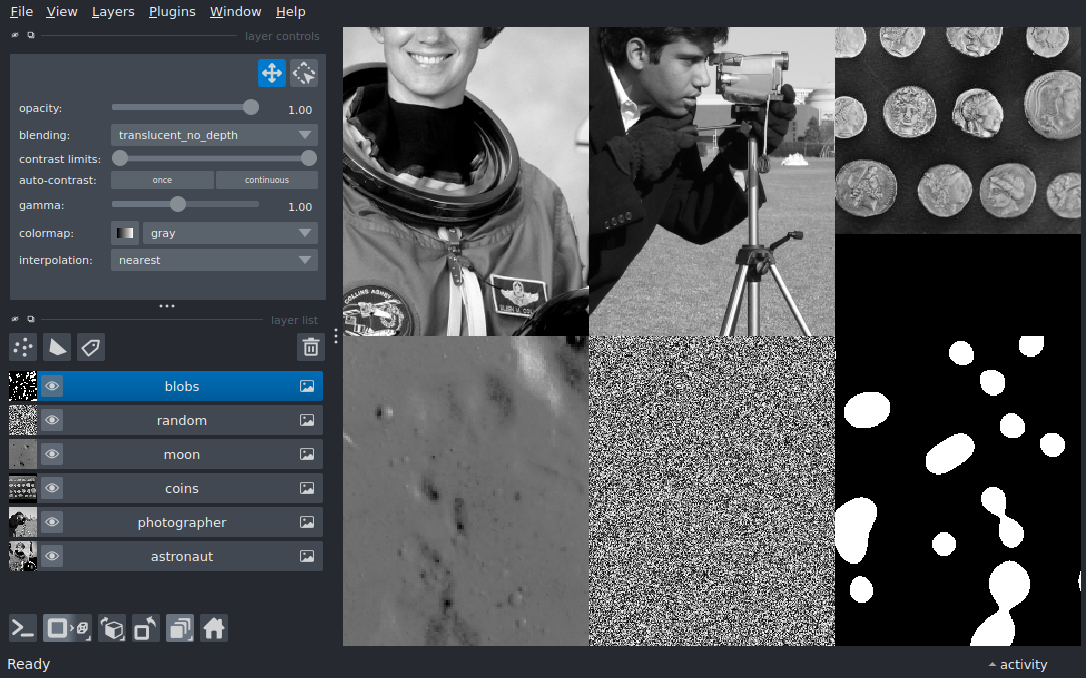 File View Layers Plugins Window Help
layer controls
opacity: 1.00
blending: translucent_no_depth
contrast limits:
auto-contrast: once continuous
gamma: 1.00
colormap: gray
interpolation: nearest
layer list
blobs
random
moon
coins
photographer
astronaut
Ready
activity